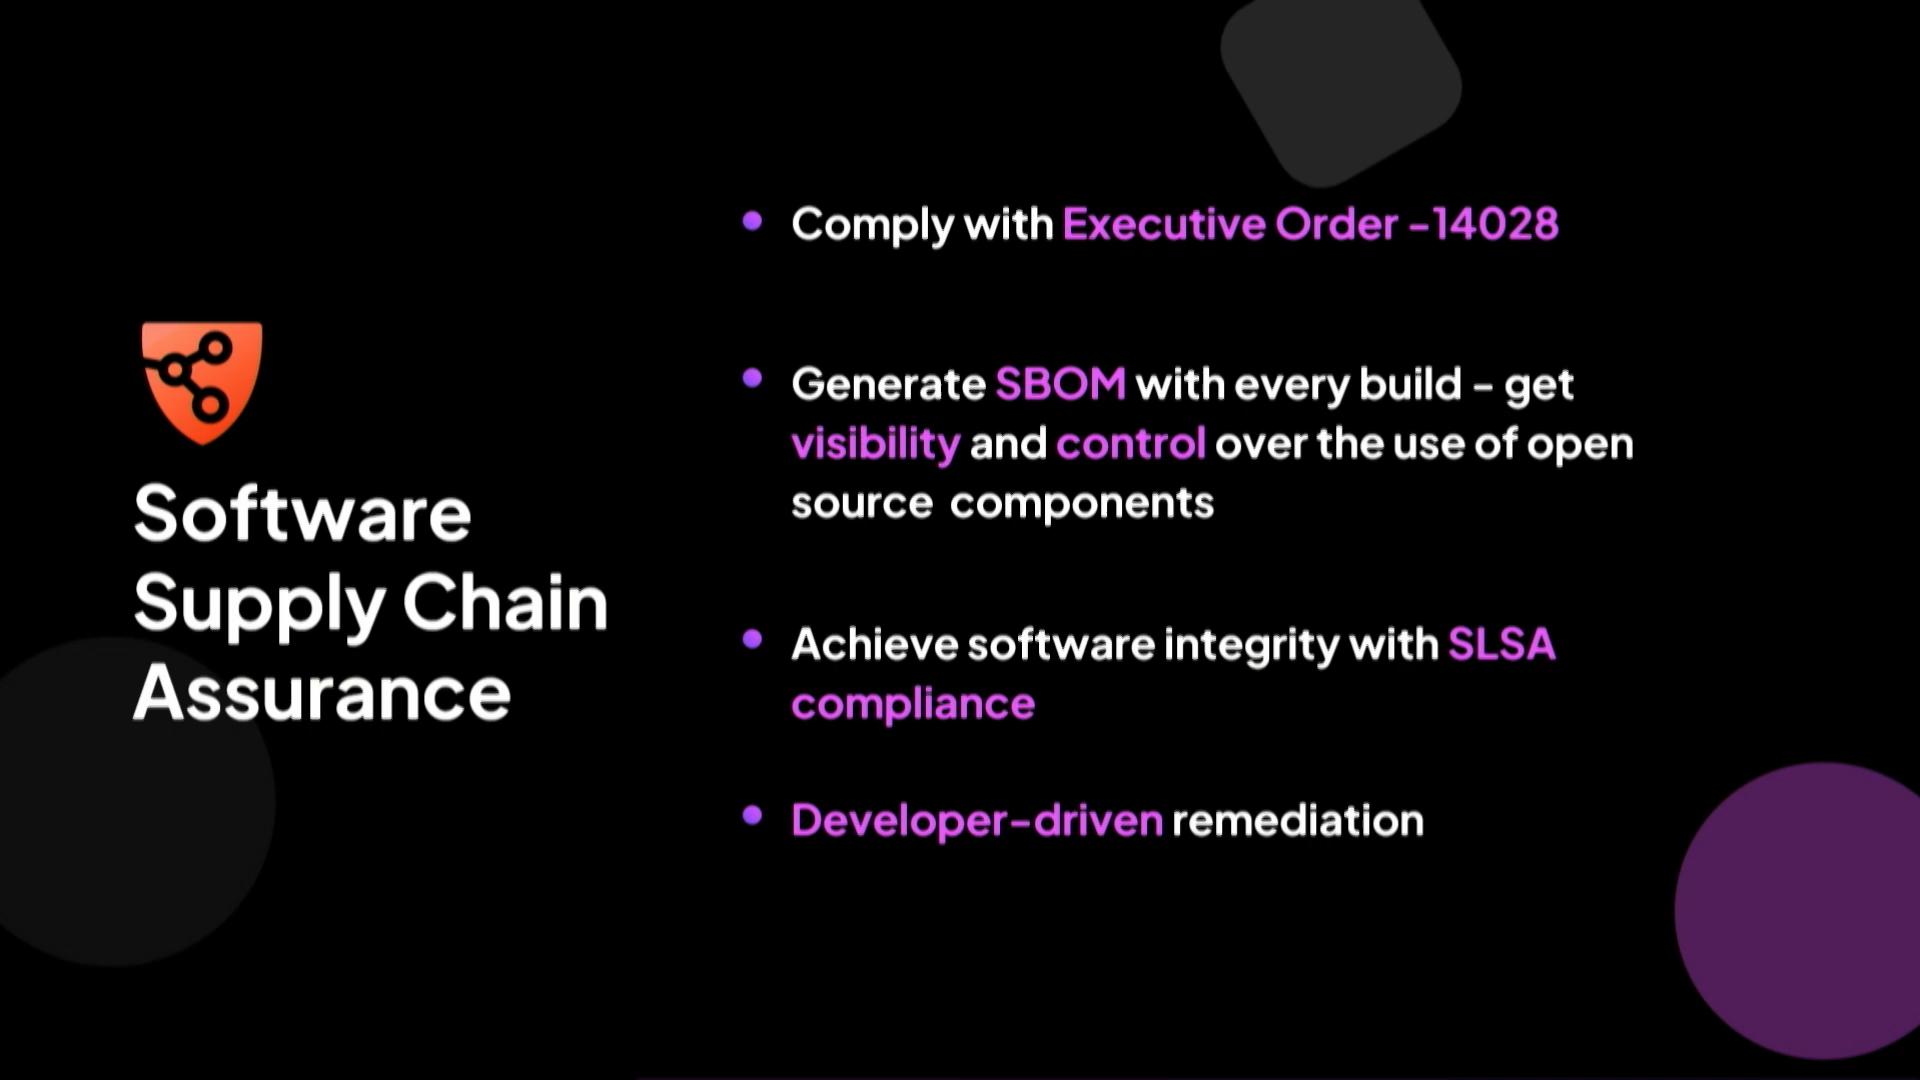 Software
Supply Chain
Assurance
Comply with Executive Order –14028
Generate SBOM with every build – get
visibility and control over the use of open
source  components
Achieve software integrity with SLSA
compliance
Developer–driven remediation